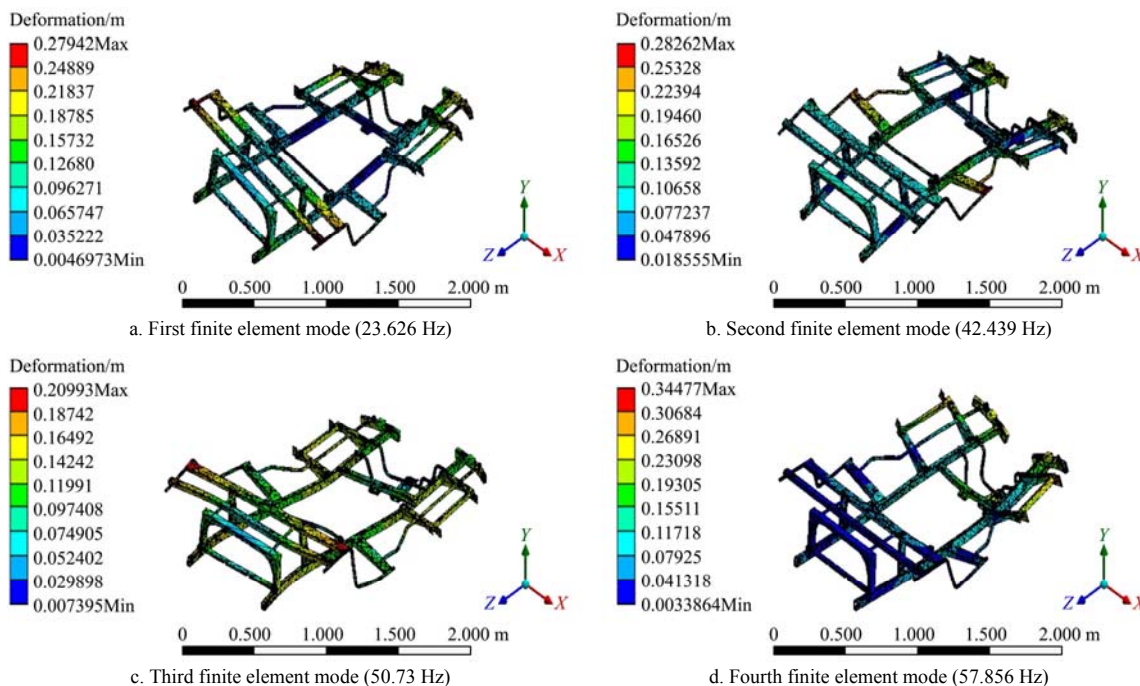 Deformation/m
0.27942Max
0.24889
0.21837
0.18785
0.15732
0.12680
0.096271
0.065747
0.035222
0.0046973Min
Y
Z
X
0 0.500 1.000 1.500 2.000 m
a. First finite element mode (23.626 Hz)
Deformation/m
0.28262Max
0.25328
0.22394
0.19460
0.16526
0.13592
0.10658
0.077237
0.047896
0.018555Min
Y
Z
X
0 0.500 1.000 1.500 2.000 m
b. Second finite element mode (42.439 Hz)
Deformation/m
0.20993Max
0.18742
0.16492
0.14242
0.11991
0.097408
0.074905
0.052402
0.029898
0.007395Min
Y
Z
X
0 0.500 1.000 1.500 2.000 m
c. Third finite element mode (50.73 Hz)
Deformation/m
0.34477Max
0.30684
0.26891
0.23098
0.19305
0.15511
0.11718
0.07925
0.041318
0.0033864Min
Y
Z
X
0 0.500 1.000 1.500 2.000 m
d. Fourth finite element mode (57.856 Hz)